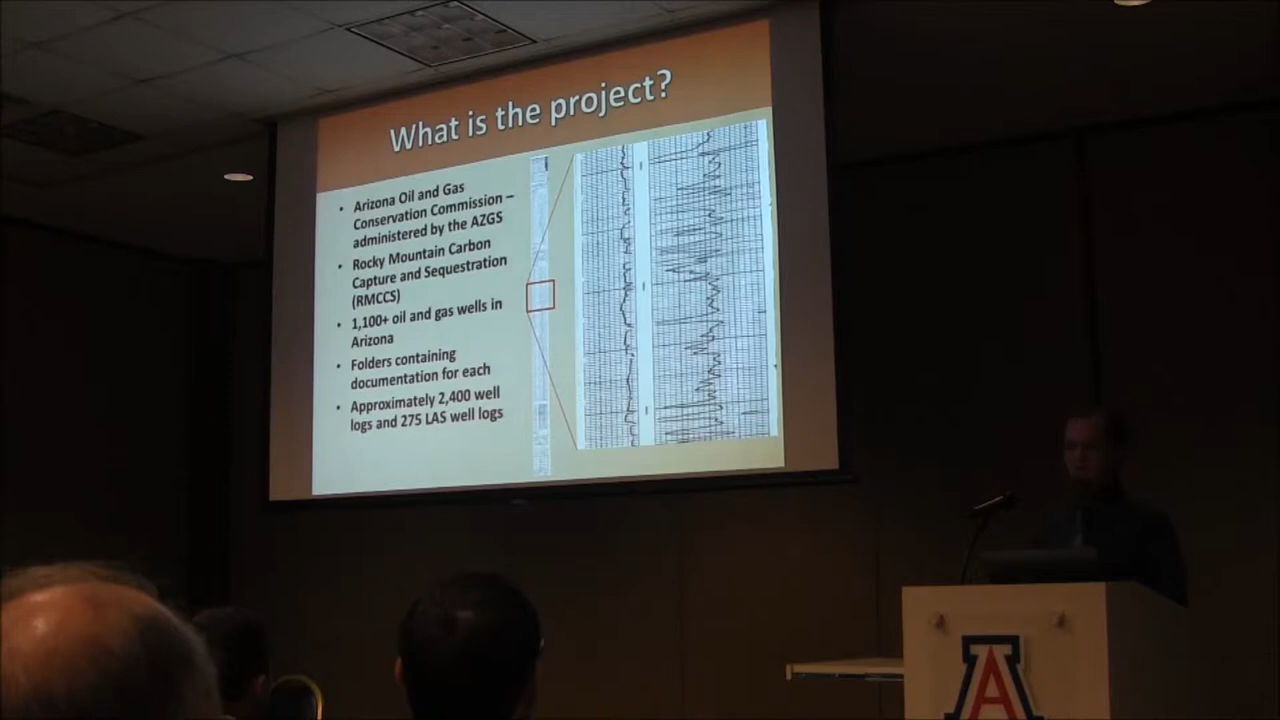 What is the project?
• Arizona Oil and Gas
Conservation Commission –
administered by the AZGS
• Rocky Mountain Carbon
Capture and Sequestration
(RMCCS)
• 1,100+ oil and gas wells in
Arizona
• Folders containing
documentation for each
• Approximately 2,400 well
logs and 275 LAS well logs
A